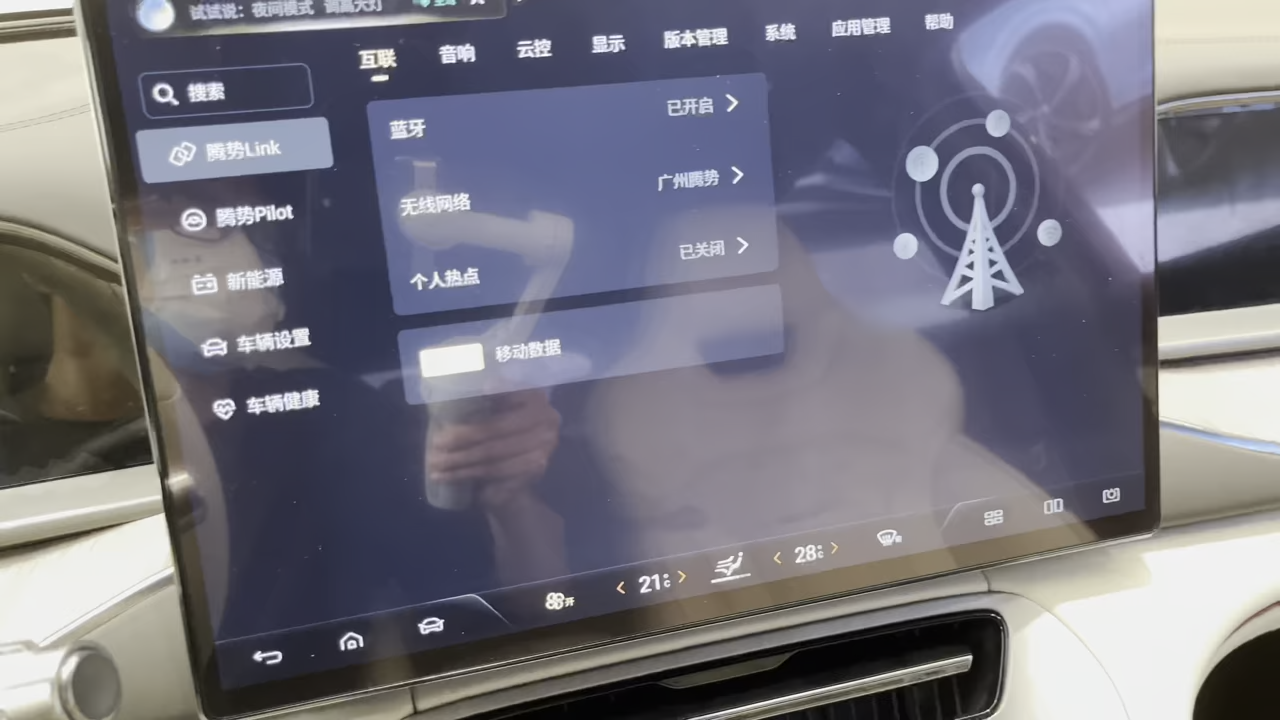 试试说：夜间模式 调高大灯
互联 音响 云控 显示 版本管理 系统 应用管理 帮助
搜索
腾势Link
腾势Pilot
新能源
车辆设置
车辆健康
蓝牙 已开启
无线网络 广州腾势
个人热点 已关闭
移动数据
开 21°C 28°C